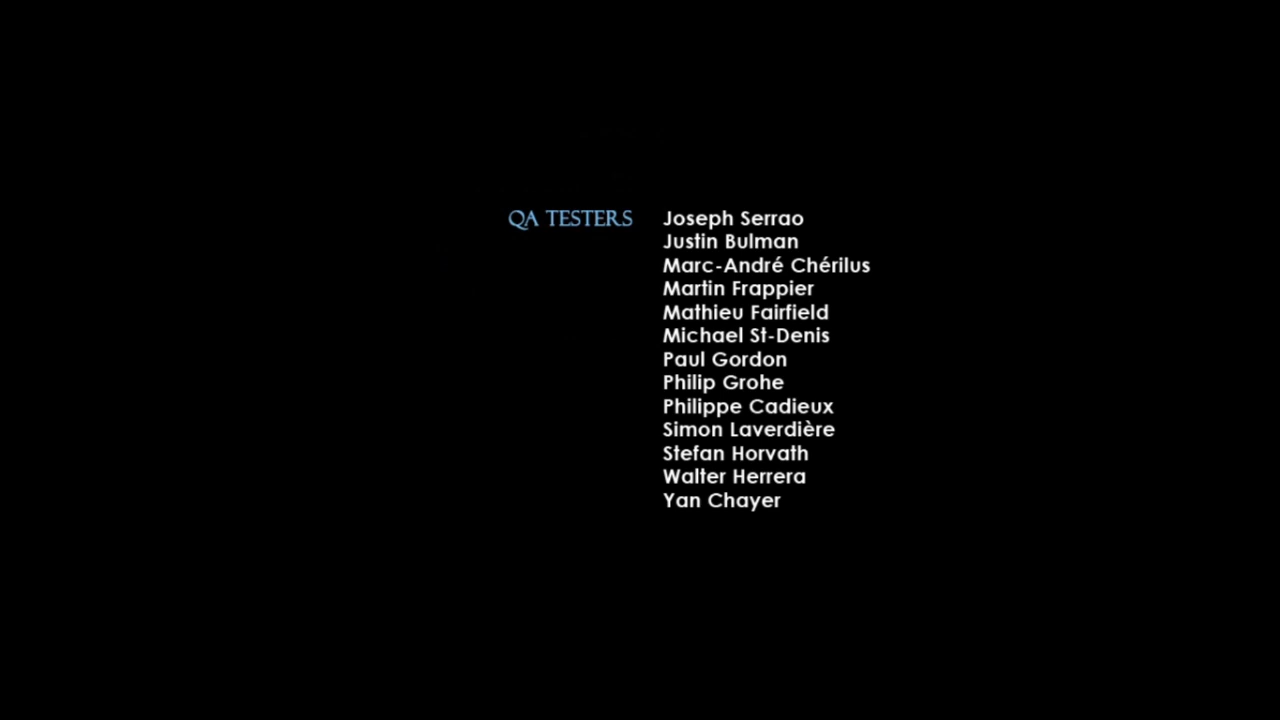 QA TESTERS Joseph Serrao
Justin Bulman
Marc-André Chérilus
Martin Frappier
Mathieu Fairfield
Michael St-Denis
Paul Gordon
Philip Grohe
Philippe Cadieux
Simon Laverdière
Stefan Horvath
Walter Herrera
Yan Chayer